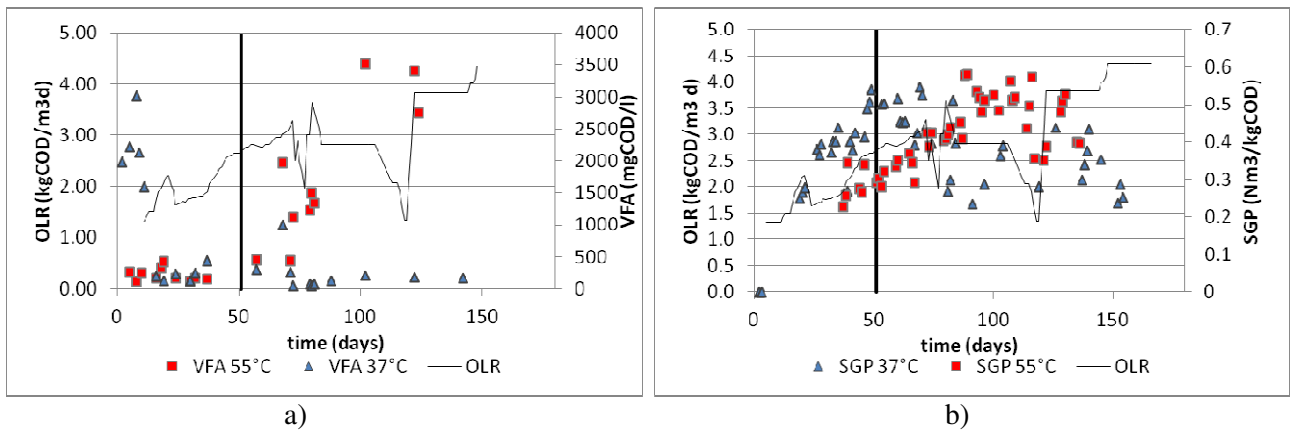 5.00 4000
4.00 3500
3.00 3000
2.00 2500
1.00 2000
0.00 1500
1000
500
0
OLR (kgCOD/m3d)
VFA (mgCOD/l)
0 50 100 150
time (days)
VFA 55°C VFA 37°C OLR
a)
5.0 0.7
4.5 0.6
4.0 0.5
3.5 0.4
3.0 0.3
2.5 0.2
2.0 0.1
1.5 0
1.0
0.5
0.0
OLR (kgCOD/m3 d)
SGP (Nm3/kgCOD)
0 50 100 150
time (days)
SGP 37°C SGP 55°C OLR
b)